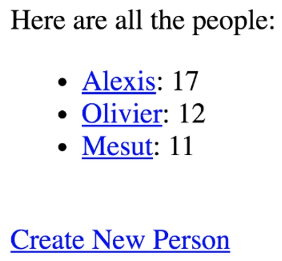 Here are all the people:
• Alexis: 17
• Olivier: 12
• Mesut: 11
Create New Person